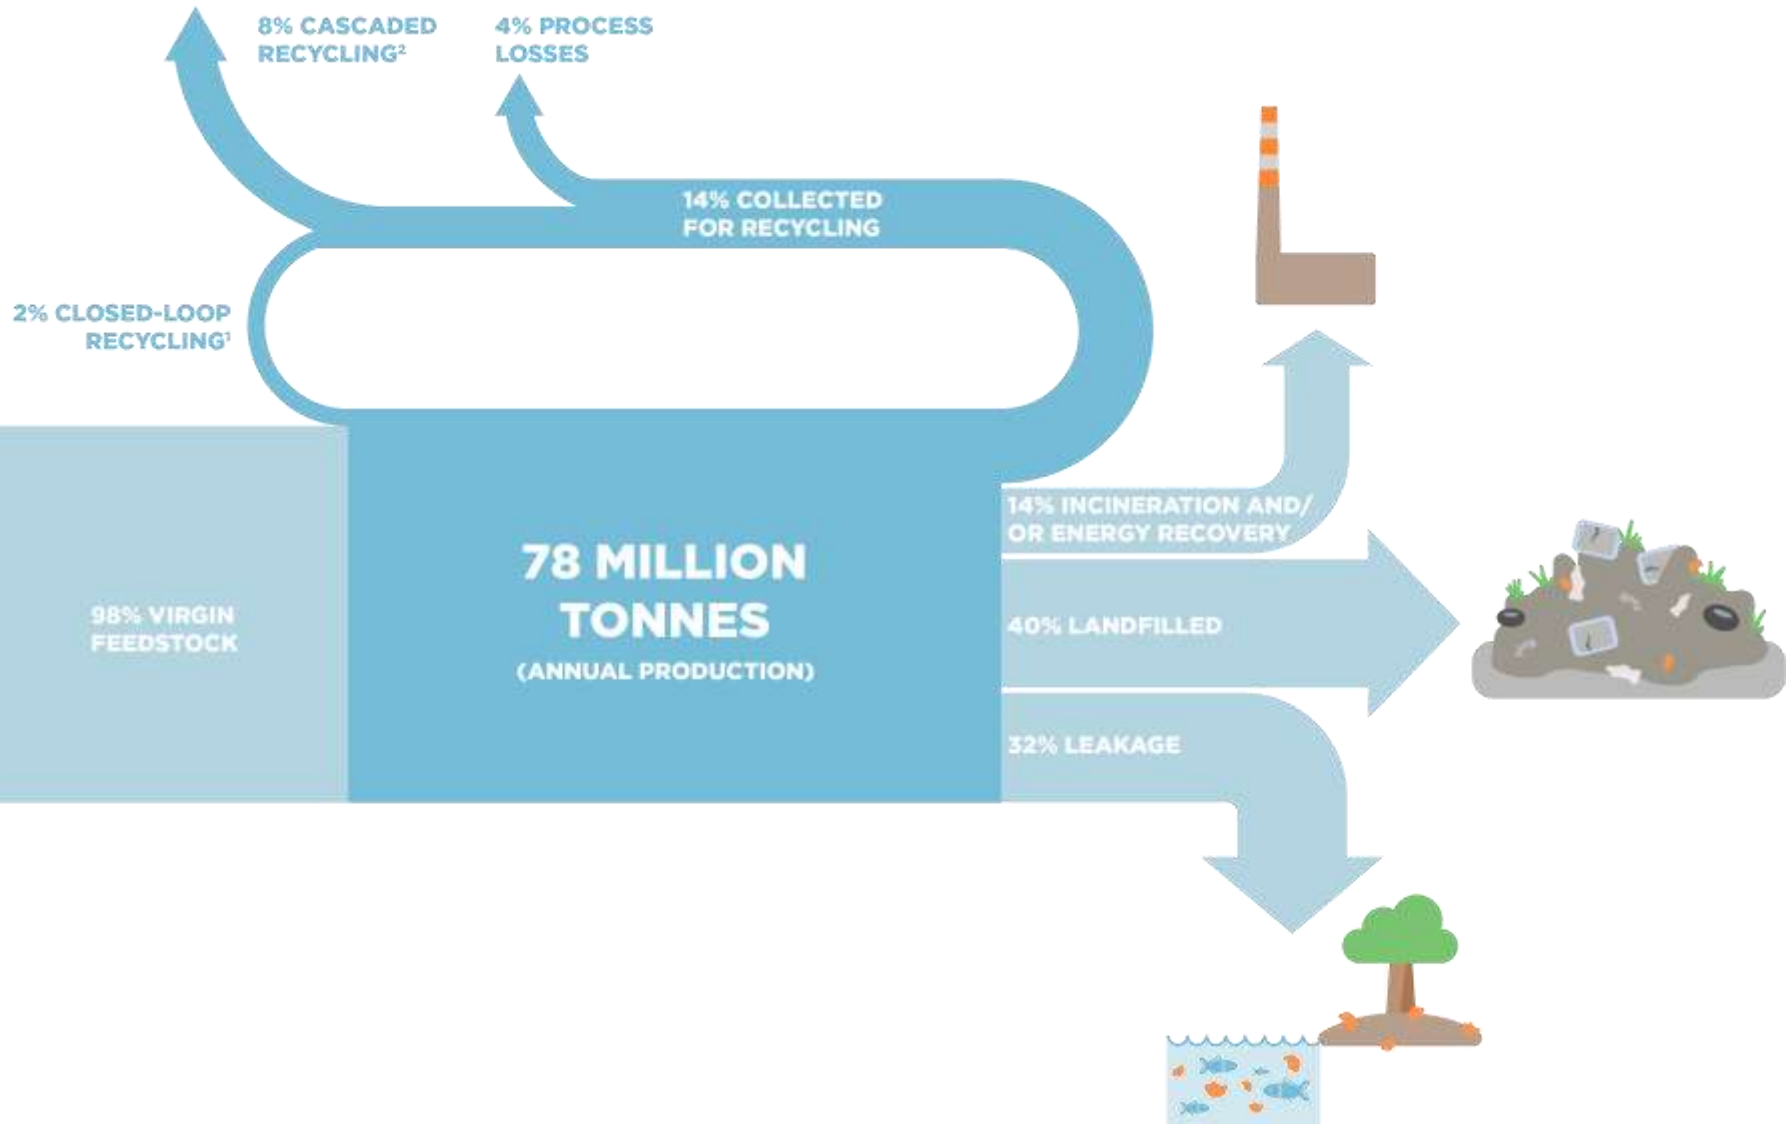 8% CASCADED
RECYCLING²
4% PROCESS
LOSSES
14% COLLECTED
FOR RECYCLING
2% CLOSED-LOOP
RECYCLING¹
14% INCINERATION AND/
OR ENERGY RECOVERY
78 MILLION
TONNES
(ANNUAL PRODUCTION)
98% VIRGIN
FEEDSTOCK
40% LANDFILLED
32% LEAKAGE